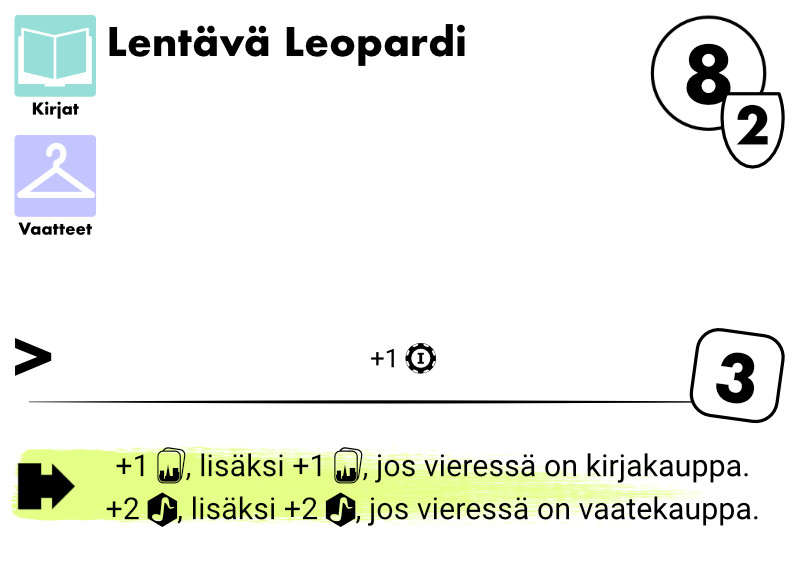 Lentävä Leopardi
8
2
Kirjat
Vaatteet
> +1 I
3
+1, lisäksi +1, jos vieressä on kirjakauppa.
+2, lisäksi +2, jos vieressä on vaatekauppa.